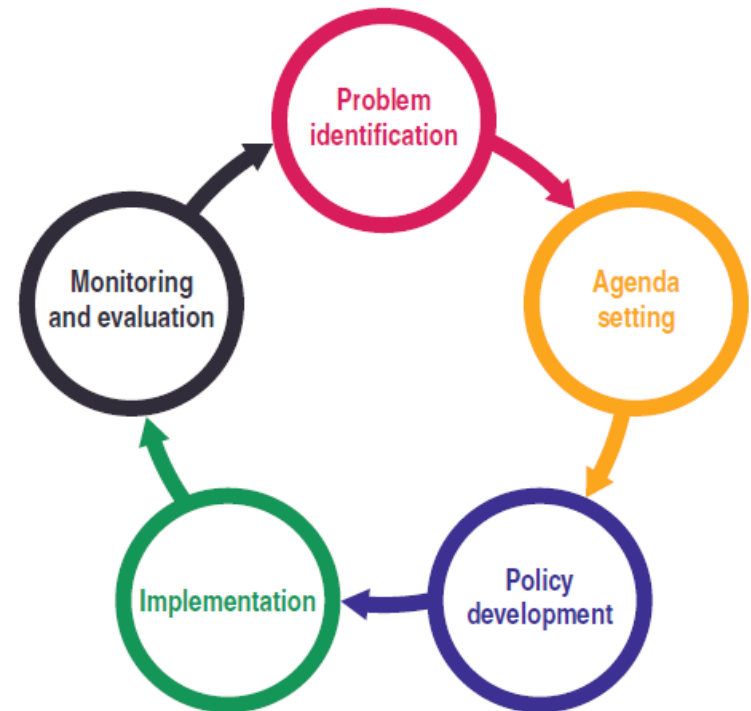 Problem
identification
Agenda
setting
Policy
development
Implementation
Monitoring
and evaluation